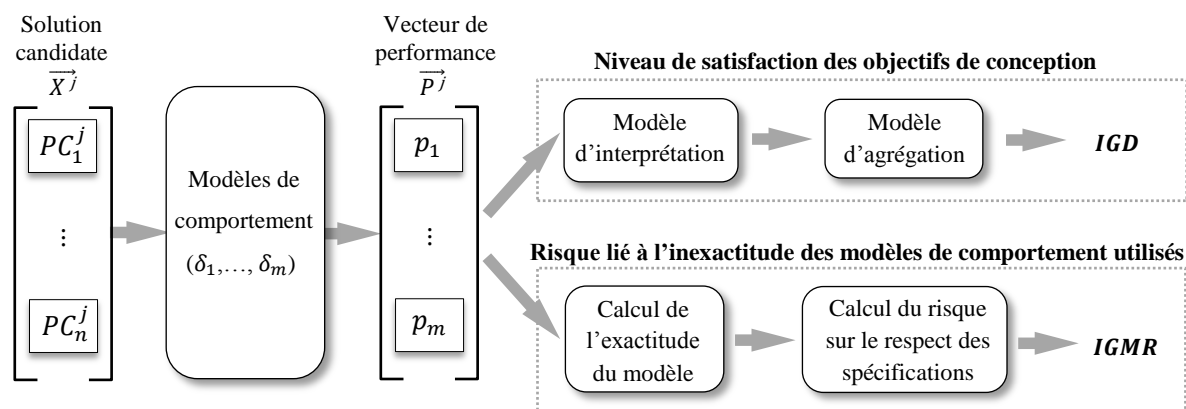 Solution
candidate
X^j
PC_1^j
⋮
PC_n^j
Modèles de
comportement
(δ_1,…, δ_m)
Vecteur de
performance
P^j
p_1
⋮
p_m
Niveau de satisfaction des objectifs de conception
Modèle
d’interprétation
Modèle
d’agrégation
IGD
Risque lié à l’inexactitude des modèles de comportement utilisés
Calcul de
l’exactitude
du modèle
Calcul du risque
sur le respect des
spécifications
IGMR